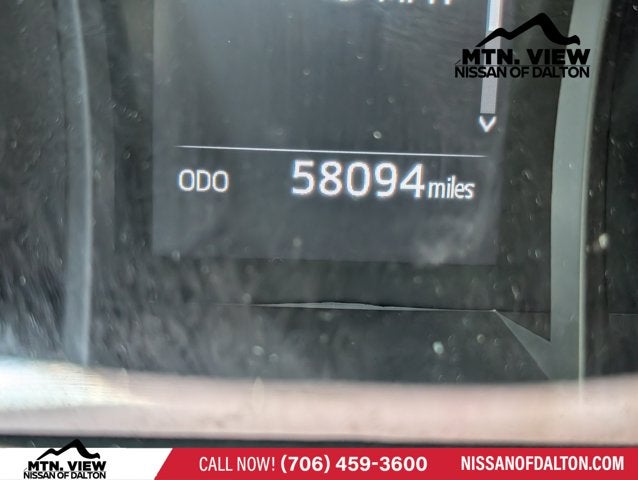 MTN. VIEW
NISSAN OF DALTON
ODO 58094 miles
MTN. VIEW
NISSAN OF DALTON
CALL NOW! (706) 459-3600
NISSANOFDALTON.COM